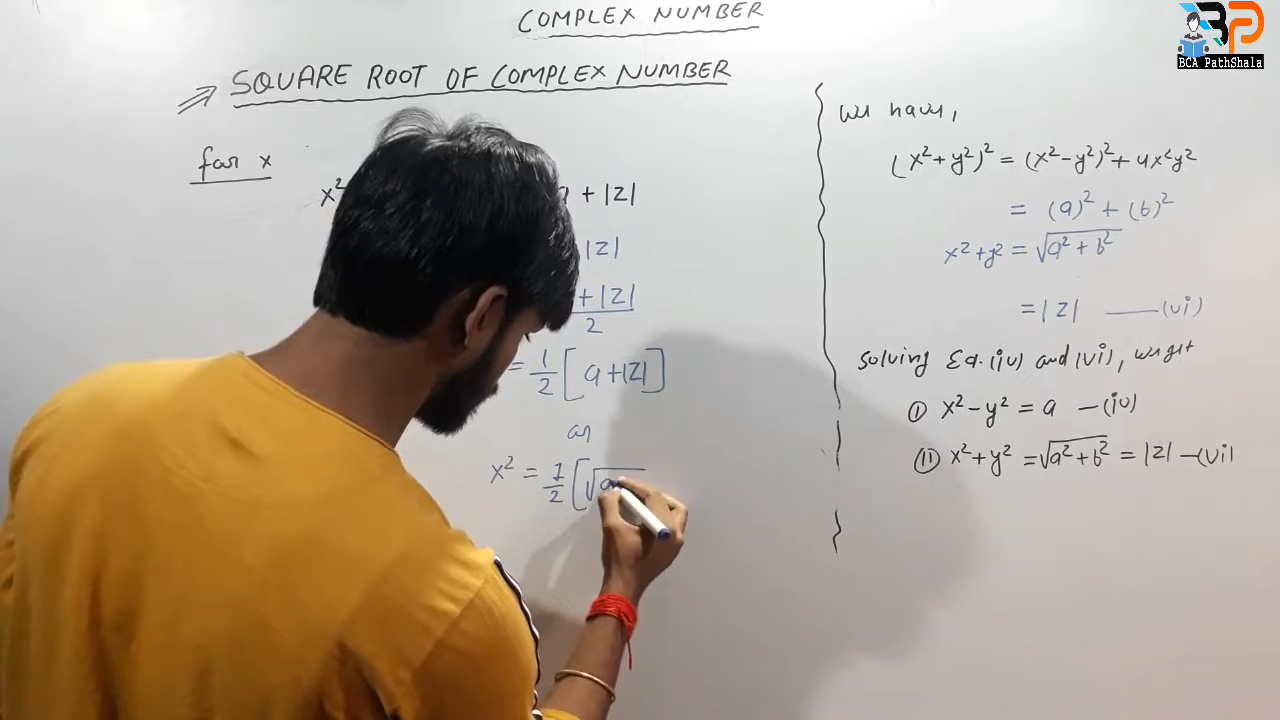 COMPLEX NUMBER
BCA PathShala
⇒ SQUARE ROOT OF COMPLEX NUMBER
for x
x² + |z|
|z|
+ |z|
2
= 1/2 [ a + |z| ]
or
x² = 1/2 [ √a
we have,
(x² + y²)² = (x² - y²)² + 4x²y²
= (a)² + (b)²
x² + y² = √a² + b²
= |z| —(vi)
Solving Eq. (iv) and (vi), we get
(I) x² - y² = a —(iv)
(II) x² + y² = √a² + b² = |z| —(vi)